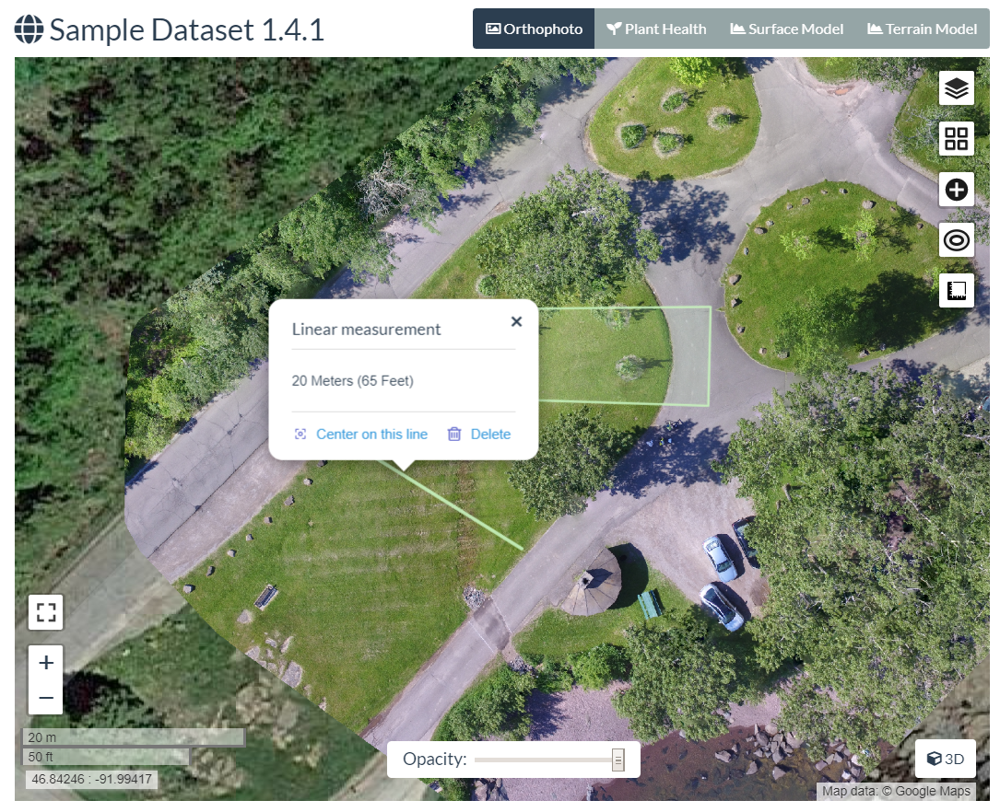 Sample Dataset 1.4.1
Orthophoto
Plant Health
Surface Model
Terrain Model
Linear measurement
20 Meters (65 Feet)
Center on this line
Delete
+
−
20 m
50 ft
46.84246 : -91.99417
Opacity:
3D
Map data: © Google Maps